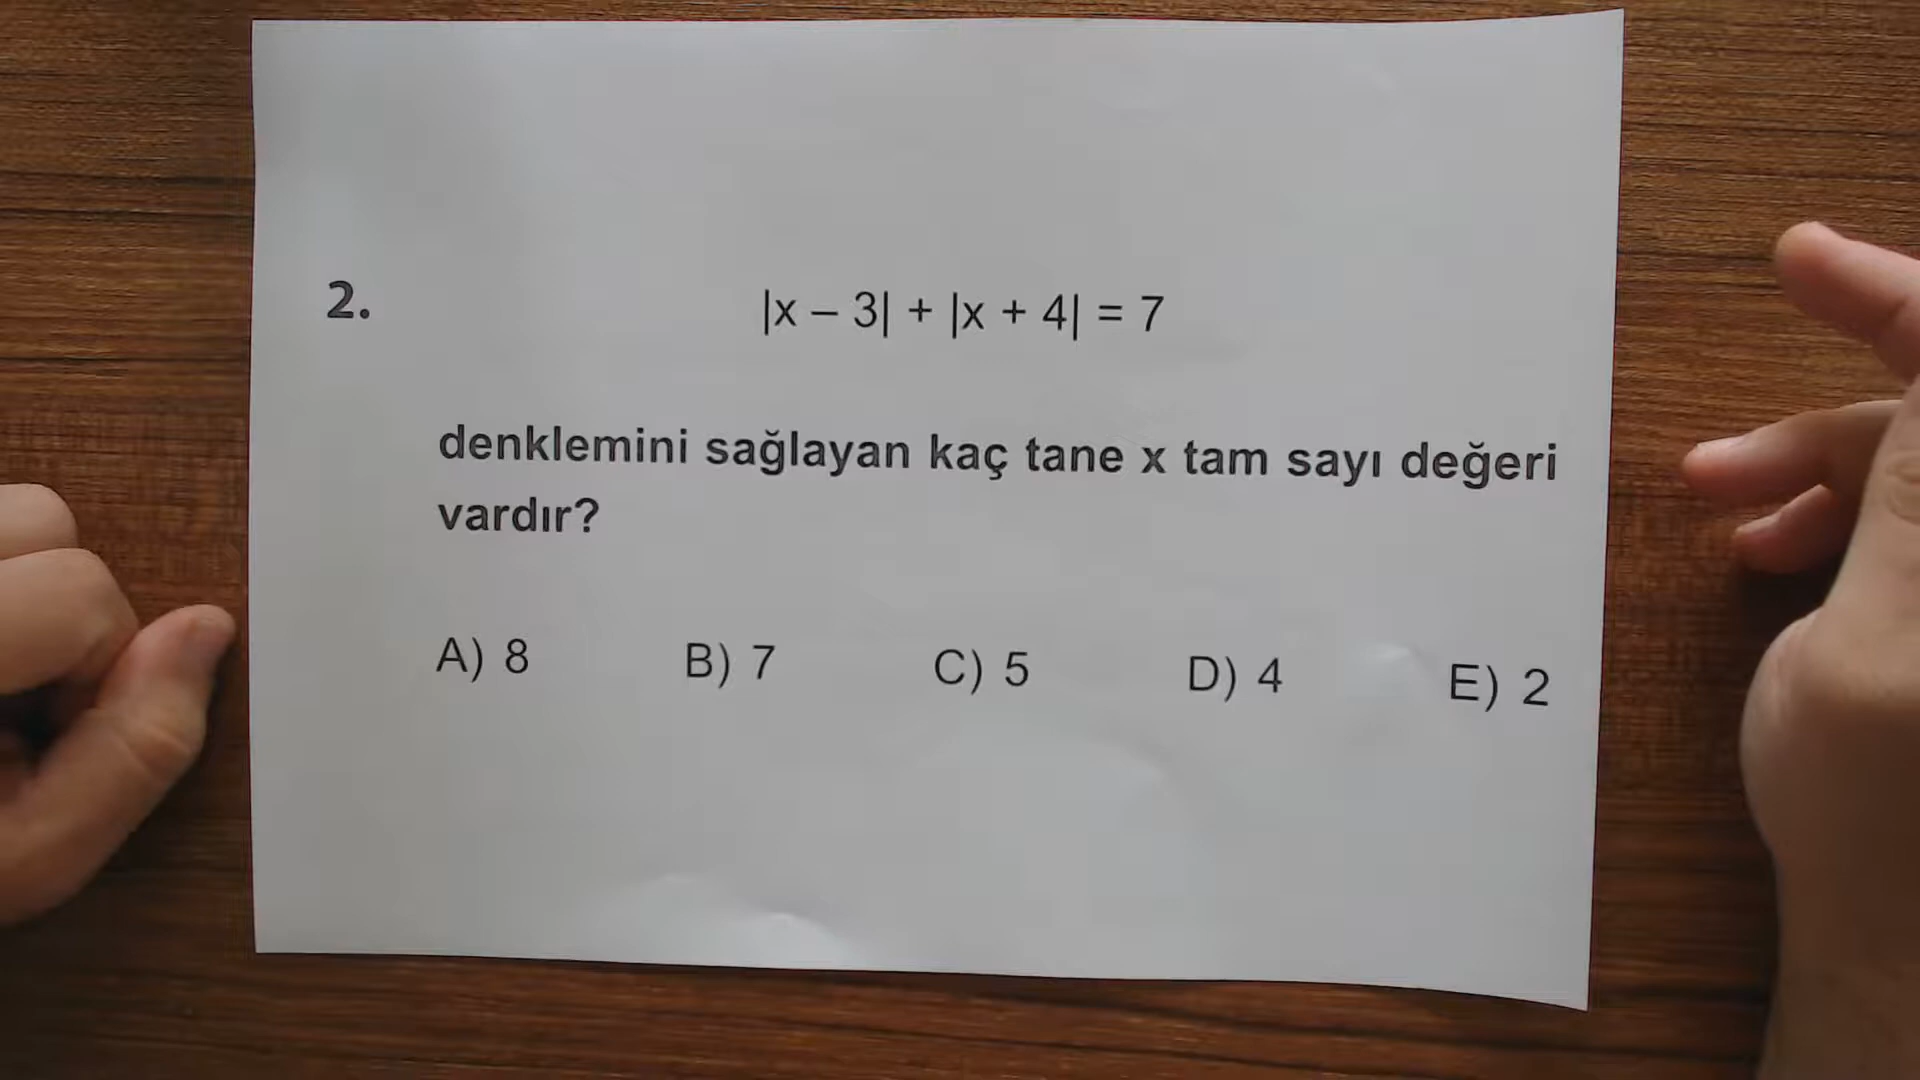 2.
|x – 3| + |x + 4| = 7
denklemini sağlayan kaç tane x tam sayı değeri
vardır?
A) 8 B) 7 C) 5 D) 4 E) 2